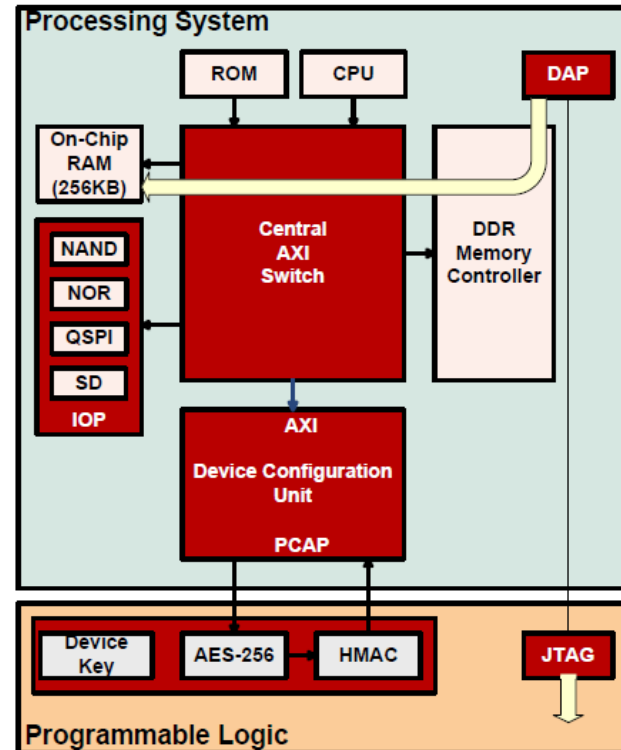 Processing System
ROM
CPU
DAP
On-Chip
RAM
(256KB)
NAND
NOR
QSPI
SD
IOP
Central
AXI
Switch
DDR
Memory
Controller
AXI
Device Configuration
Unit
PCAP
Device
Key
AES-256
HMAC
JTAG
Programmable Logic